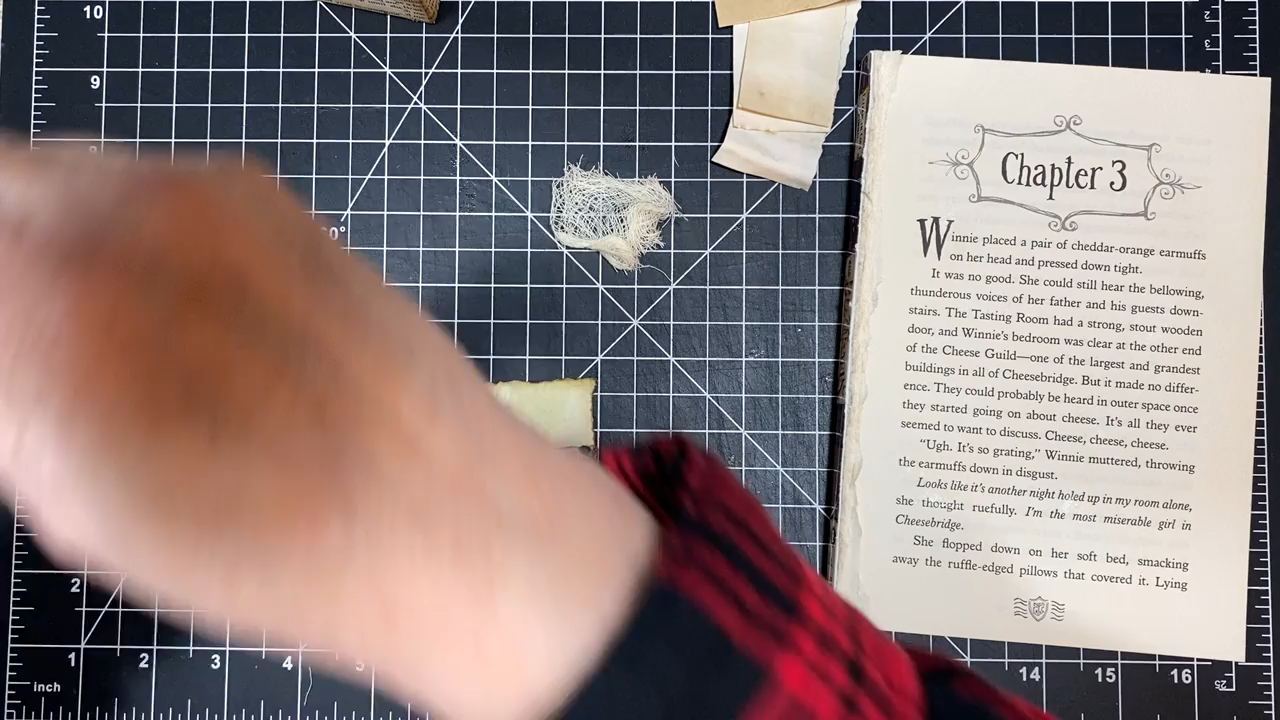 10
9
Chapter 3
Winnie placed a pair of cheddar-orange earmuffs
on her head and pressed down tight.
It was no good. She could still hear the bellowing,
thunderous voices of her father and his guests down-
stairs. The Tasting Room had a strong, stout wooden
door, and Winnie's bedroom was clear at the other end
of the Cheese Guild—one of the largest and grandest
buildings in all of Cheesebridge. But it made no differ-
ence. They could probably be heard in outer space once
they started going on about cheese. It's all they ever
seemed to want to discuss. Cheese, cheese, cheese.
"Ugh. It's so grating," Winnie muttered, throwing
the earmuffs down in disgust.
Looks like it's another night holed up in my room alone,
she thought ruefully. I'm the most miserable girl in
Cheesebridge.
She flopped down on her soft bed, smacking
away the ruffle-edged pillows that covered it. Lying
2
1 2 3 4 14 15 16
inch
25
2
3